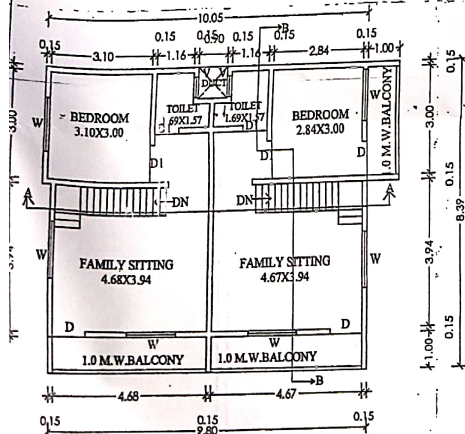 10.05
B
0.15 0.15 0.15 0.15 0.15
0.90
3.10 1.16 1.16 2.84 1.00
DUCT
TOILET TOILET
69X1.57 1.69X1.57
BEDROOM BEDROOM
3.10X3.00 2.84X3.00
W W
D1 D1
D1 D1 D
1.0 M.W.BALCONY
3.00 3.00
0.15
8.39
A DN DN A
3.94 3.94
FAMILY SITTING FAMILY SITTING
4.68X3.94 4.67X3.94
W W
D D
W W
0.15
1.0 M.W.BALCONY 1.0 M.W.BALCONY
1.00
B
4.68 4.67
0.15 0.15 0.15
9.80